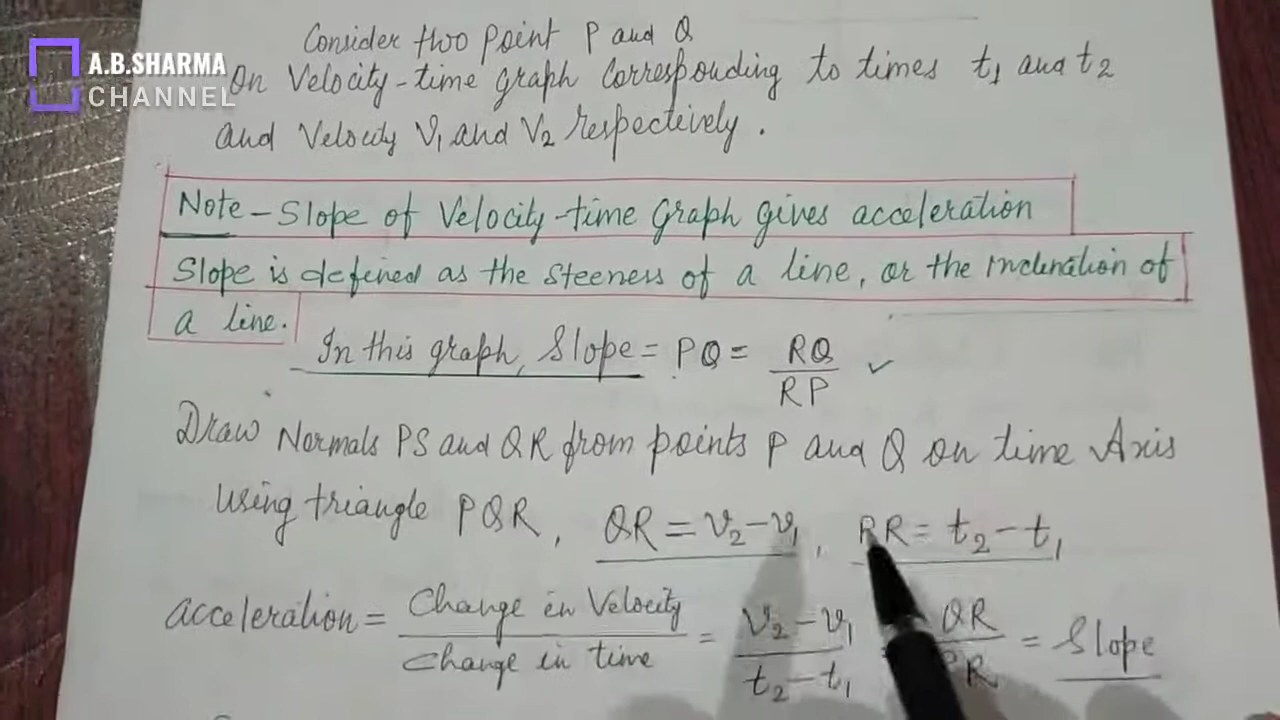 A.B.SHARMA
CHANNEL
Consider two point P and Q
On Velocity-time graph Corresponding to times t₁ and t₂
and Velocity V₁ and V₂ respectively.
Note - Slope of Velocity-time Graph gives acceleration
Slope is defined as the steeness of a line, or the inclination of
a line.
In this graph, Slope = PQ = RQ/RP ✓
Draw Normals PS and QR from points P and Q on time Axis
using triangle PQR, QR = V₂ - V₁, PR = t₂ - t₁
acceleration = Change in Velocity/Change in time = V₂ - V₁/t₂ - t₁ = QR/PR = Slope